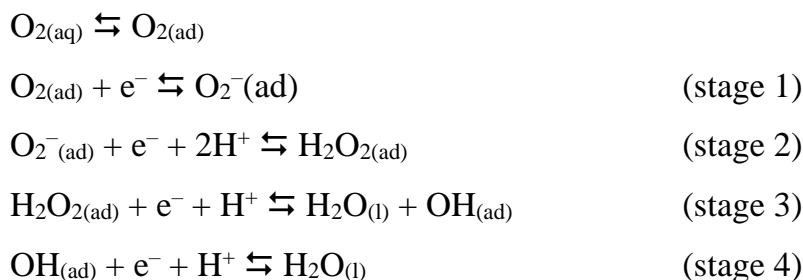 O₂(aq) ⇆ O₂(ad)
O₂(ad) + e⁻ ⇆ O₂⁻(ad) (stage 1)
O₂⁻(ad) + e⁻ + 2H⁺ ⇆ H₂O₂(ad) (stage 2)
H₂O₂(ad) + e⁻ + H⁺ ⇆ H₂O(l) + OH(ad) (stage 3)
OH(ad) + e⁻ + H⁺ ⇆ H₂O(l) (stage 4)